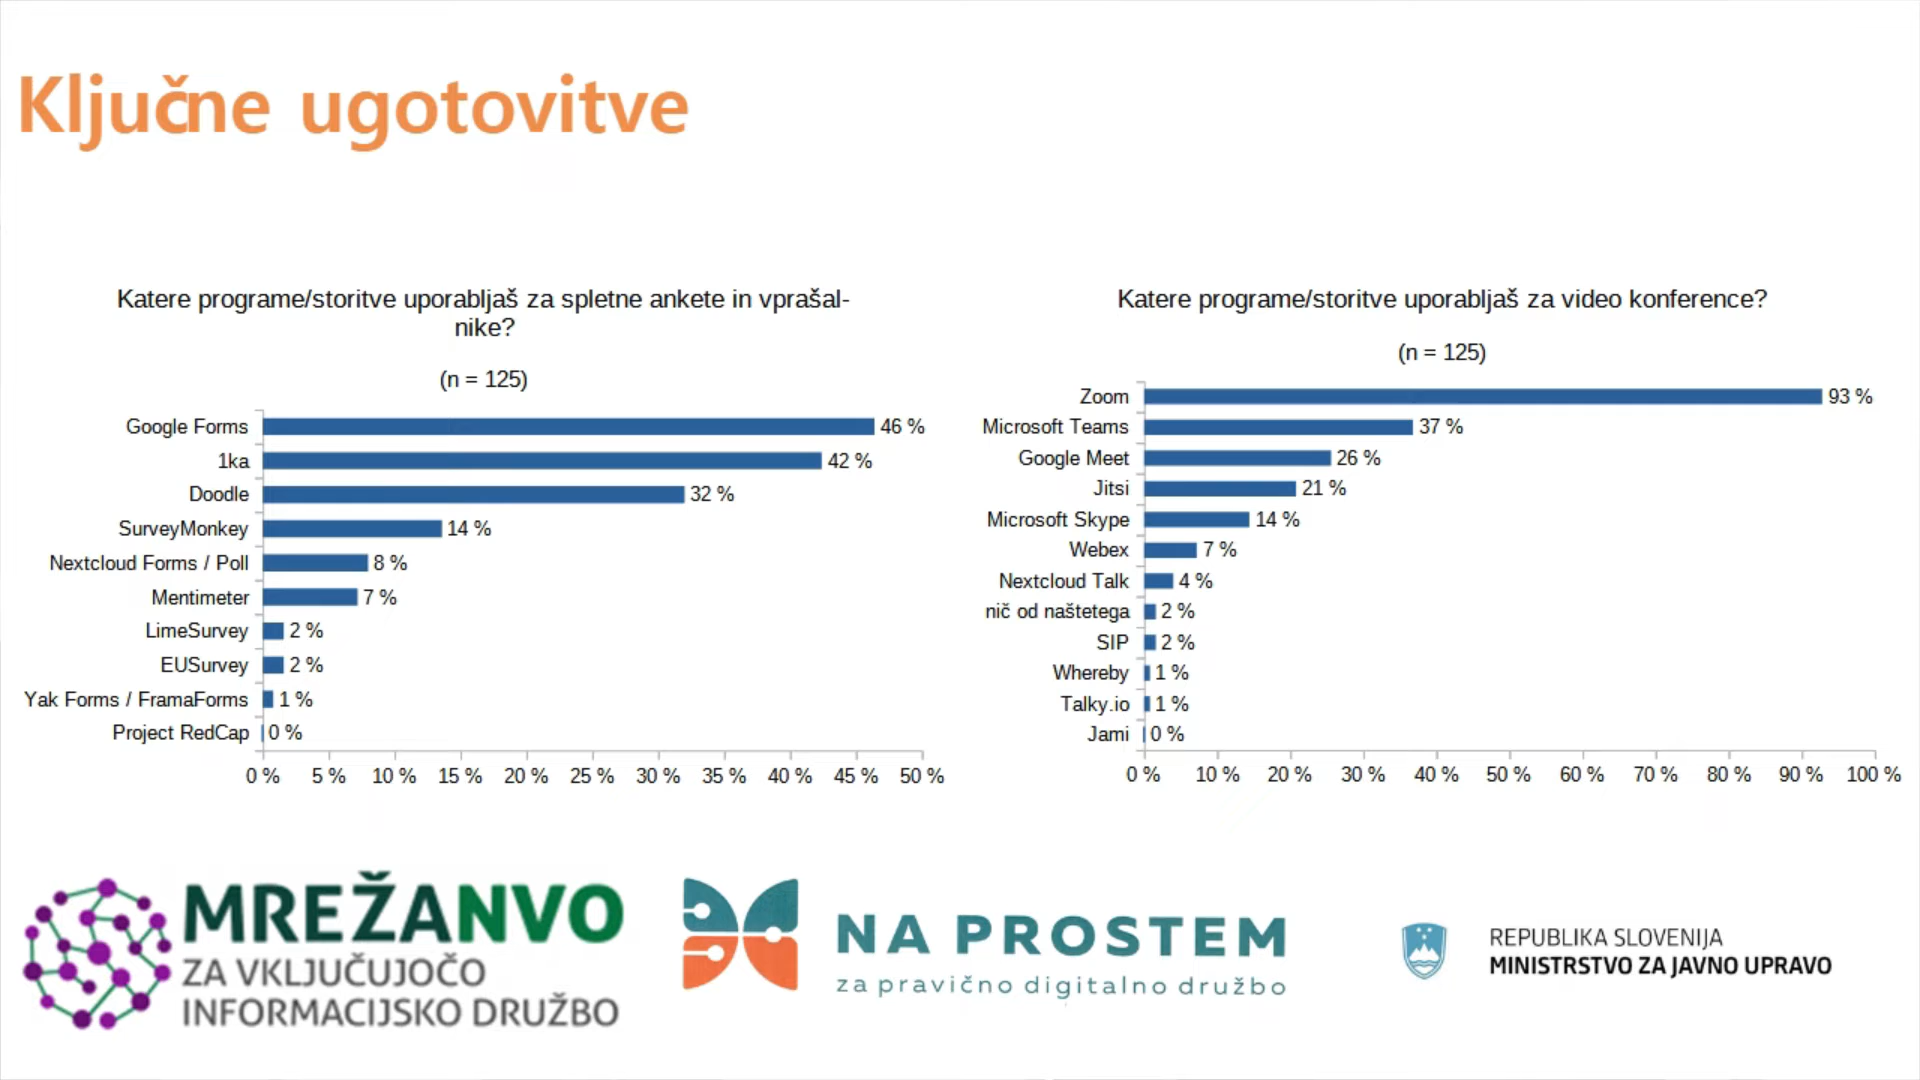 Ključne ugotovitve
Katere programe/storitve uporabljaš za spletne ankete in vprašal-
nike?
(n = 125)
Google Forms 46 %
1ka 42 %
Doodle 32 %
SurveyMonkey 14 %
Nextcloud Forms / Poll 8 %
Mentimeter 7 %
LimeSurvey 2 %
EUSurvey 2 %
Yak Forms / FramaForms 1 %
Project RedCap 0 %
0 % 5 % 10 % 15 % 20 % 25 % 30 % 35 % 40 % 45 % 50 %
Katere programe/storitve uporabljaš za video konference?
(n = 125)
Zoom 93 %
Microsoft Teams 37 %
Google Meet 26 %
Jitsi 21 %
Microsoft Skype 14 %
Webex 7 %
Nextcloud Talk 4 %
nič od naštetega 2 %
SIP 2 %
Whereby 1 %
Talky.io 1 %
Jami 0 %
0 % 10 % 20 % 30 % 40 % 50 % 60 % 70 % 80 % 90 % 100 %
MREŽANVO
ZA VKLJUČUJOČO
INFORMACIJSKO DRUŽBO
NA PROSTEM
za pravično digitalno družbo
REPUBLIKA SLOVENIJA
MINISTRSTVO ZA JAVNO UPRAVO